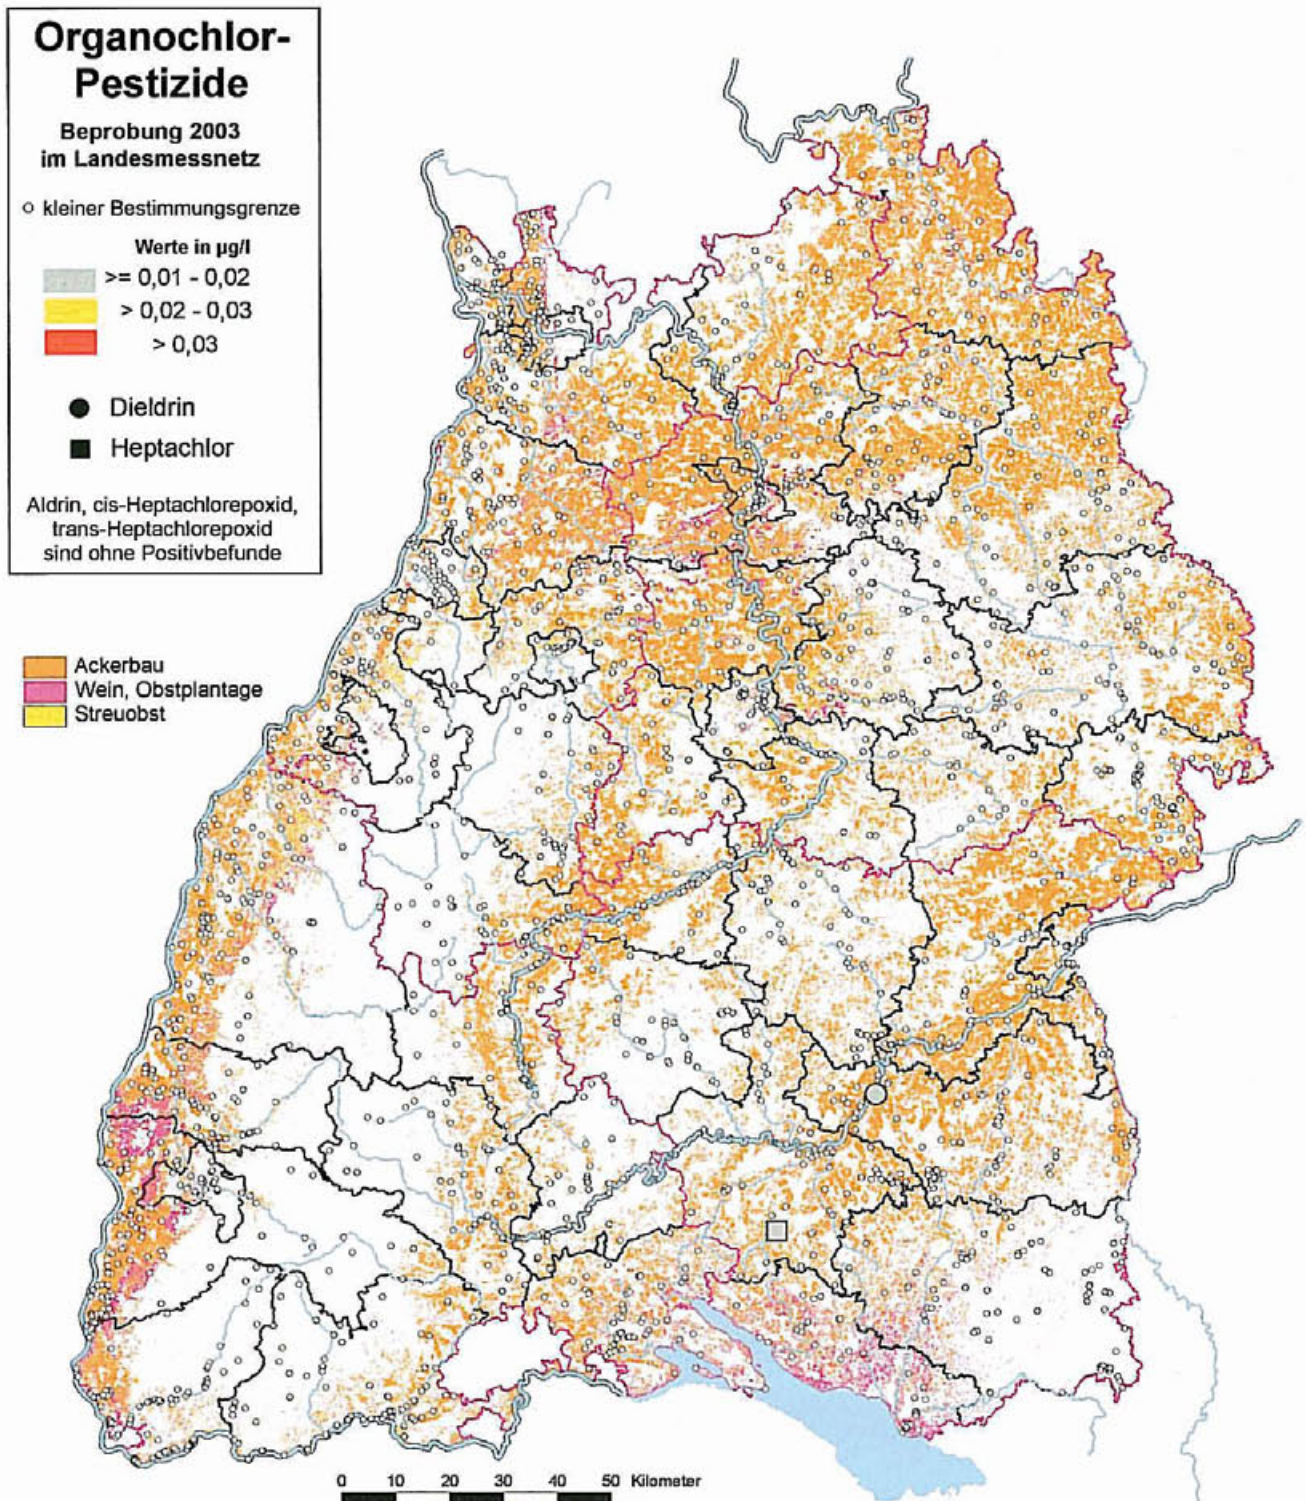 Organochlor-
Pestizide
Beprobung 2003
im Landesmessnetz
kleiner Bestimmungsgrenze
Werte in µg/l
>= 0,01 - 0,02
> 0,02 - 0,03
> 0,03
Dieldrin
Heptachlor
Aldrin, cis-Heptachlorepoxid,
trans-Heptachlorepoxid
sind ohne Positivbefunde
Ackerbau
Wein, Obstplantage
Streuobst
0 10 20 30 40 50 Kilometer